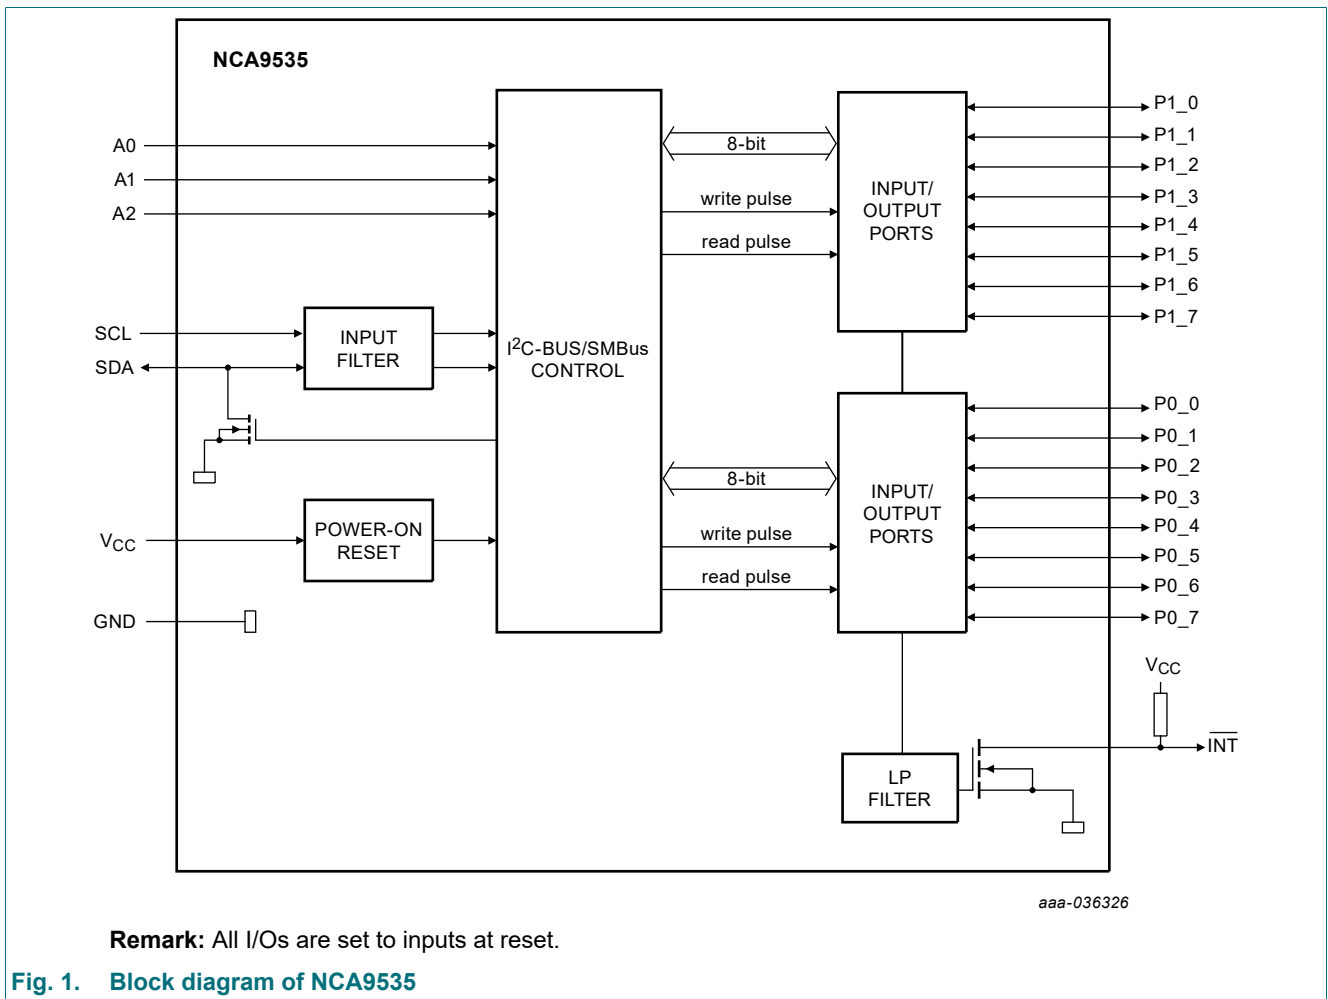 NCA9535
A0
A1
A2
SCL
SDA
VCC
GND
INPUT
FILTER
POWER-ON
RESET
I2C-BUS/SMBus
CONTROL
8-bit
write pulse
read pulse
INPUT/
OUTPUT
PORTS
P1_0
P1_1
P1_2
P1_3
P1_4
P1_5
P1_6
P1_7
8-bit
write pulse
read pulse
INPUT/
OUTPUT
PORTS
P0_0
P0_1
P0_2
P0_3
P0_4
P0_5
P0_6
P0_7
VCC
INT
LP
FILTER
aaa-036326
Remark: All I/Os are set to inputs at reset.
Fig. 1. Block diagram of NCA9535